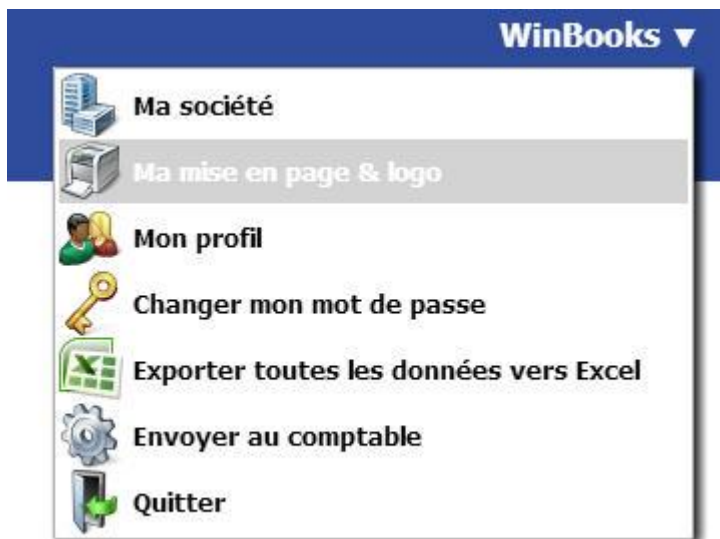 WinBooks ▼
Ma société
Ma mise en page & logo
Mon profil
Changer mon mot de passe
Exporter toutes les données vers Excel
Envoyer au comptable
Quitter